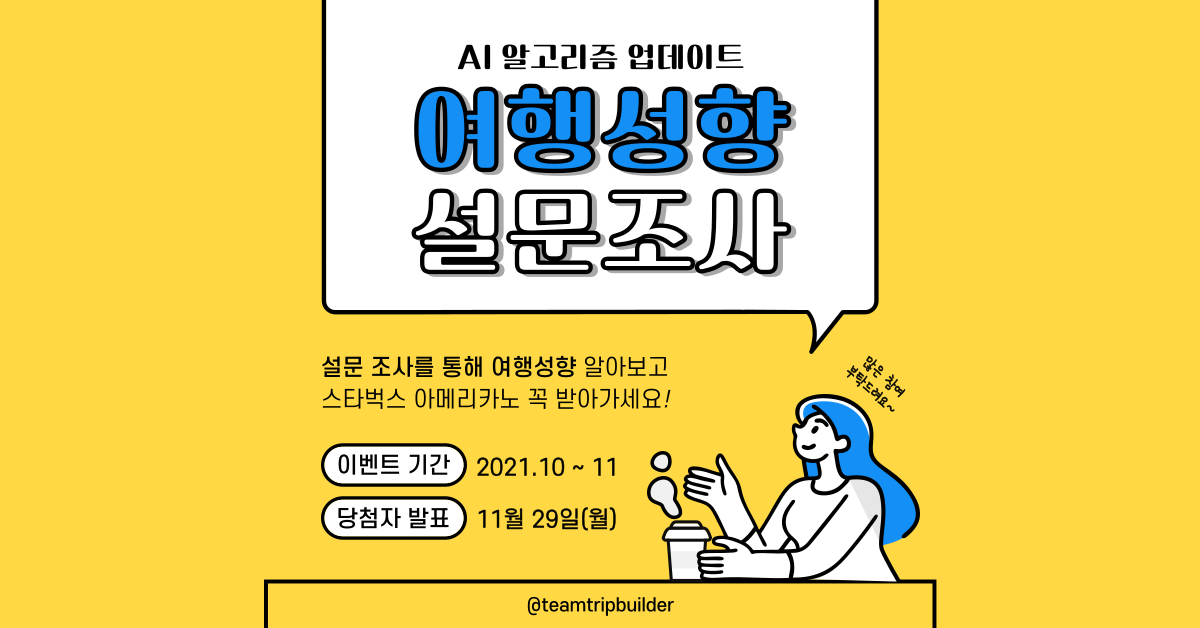 AI 알고리즘 업데이트
여행성향
설문조사
설문 조사를 통해 여행성향 알아보고
스타벅스 아메리카노 꼭 받아가세요!
많은 참여
부탁드려요~
이벤트 기간 2021.10 ~ 11
당첨자 발표 11월 29일(월)
@teamtripbuilder